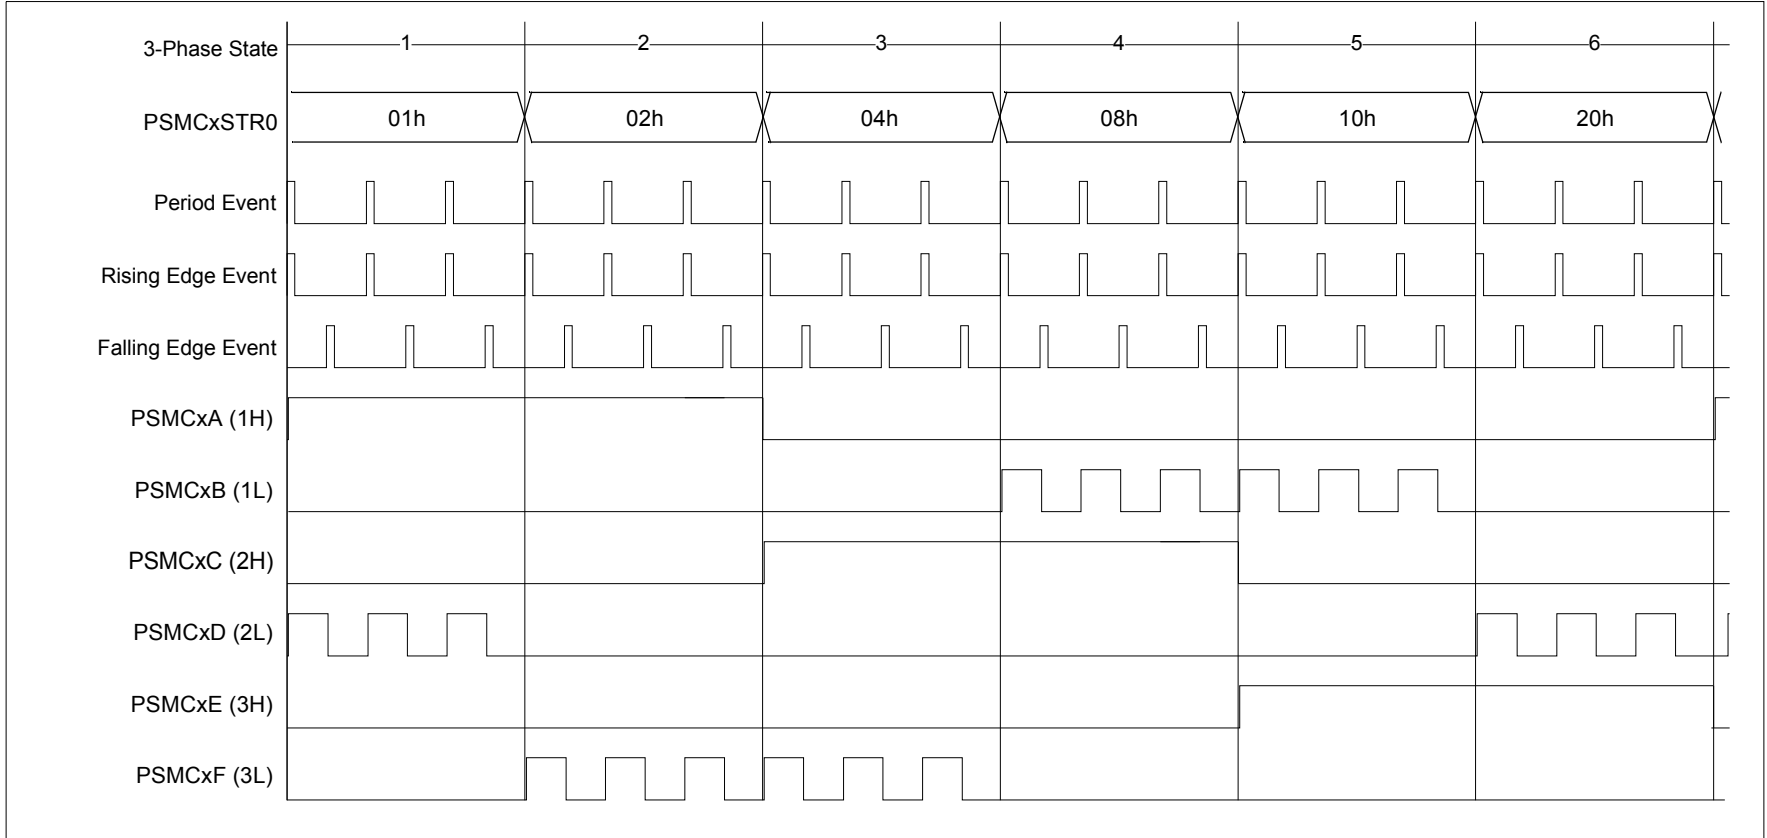 3-Phase State 1 2 3 4 5 6
PSMCxSTR0 01h 02h 04h 08h 10h 20h
Period Event
Rising Edge Event
Falling Edge Event
PSMCxA (1H)
PSMCxB (1L)
PSMCxC (2H)
PSMCxD (2L)
PSMCxE (3H)
PSMCxF (3L)